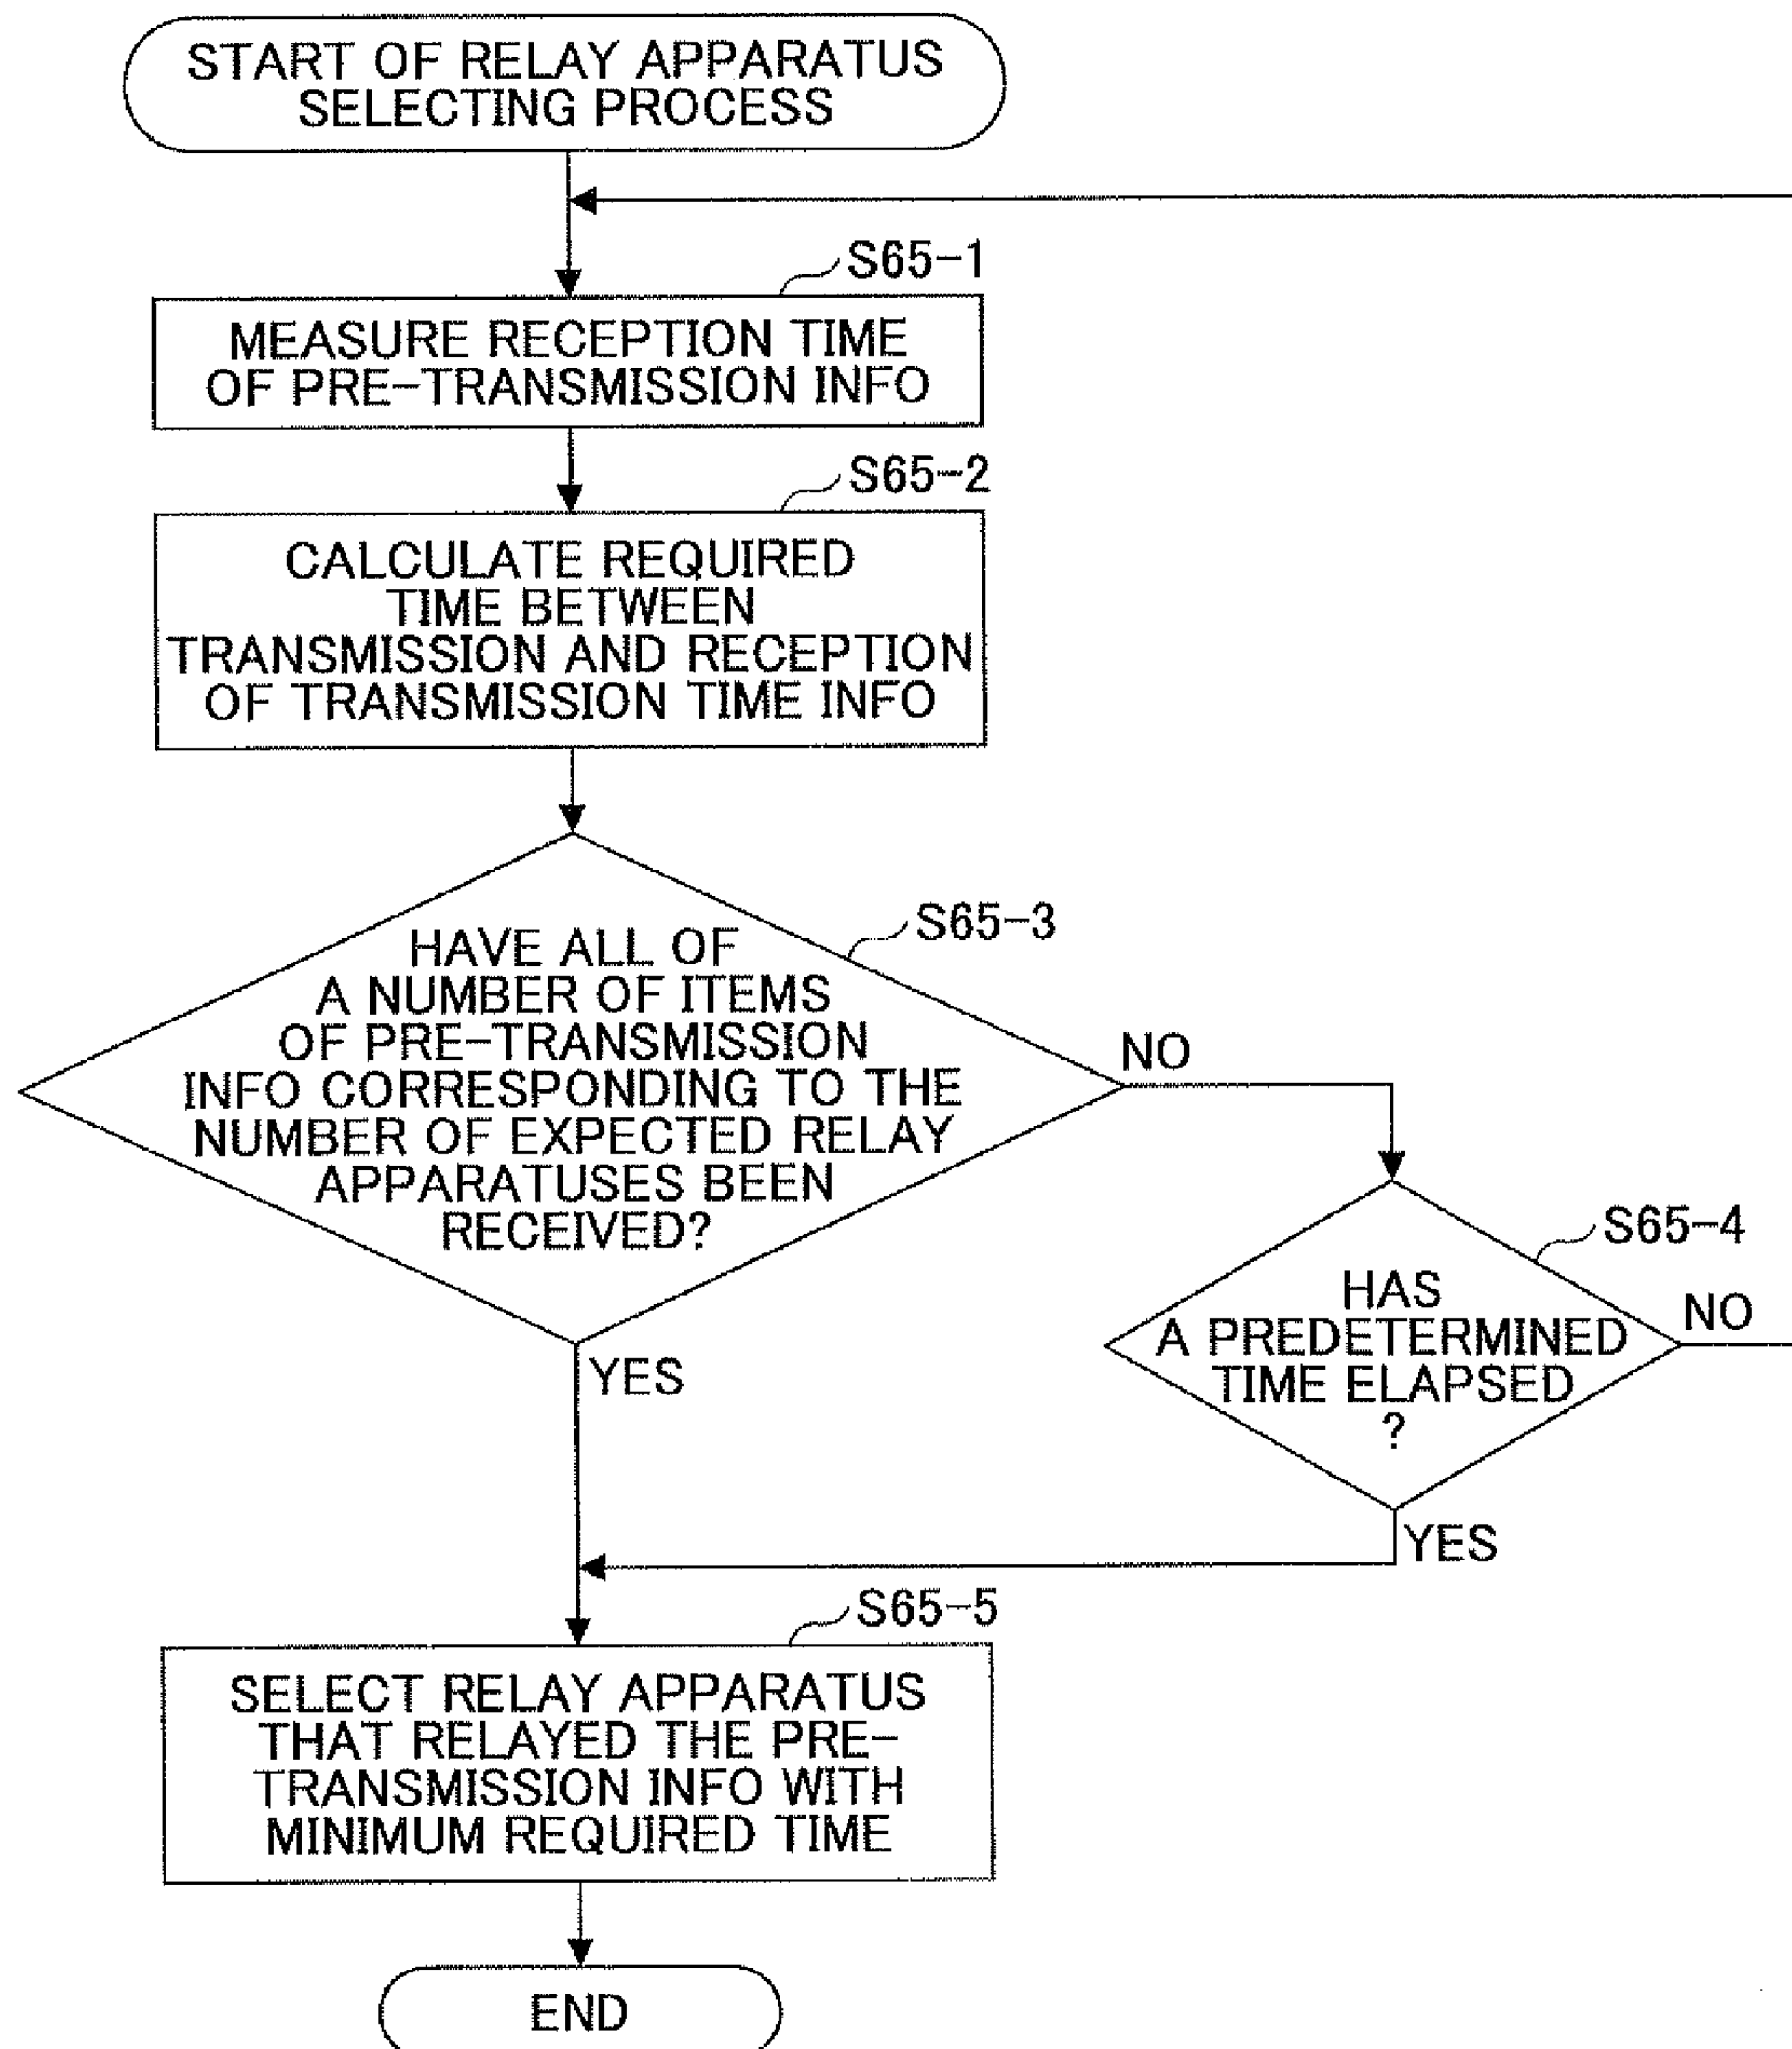 START OF RELAY APPARATUS
SELECTING PROCESS
S65-1
MEASURE RECEPTION TIME
OF PRE-TRANSMISSION INFO
S65-2
CALCULATE REQUIRED
TIME BETWEEN
TRANSMISSION AND RECEPTION
OF TRANSMISSION TIME INFO
S65-3
HAVE ALL OF
A NUMBER OF ITEMS
OF PRE-TRANSMISSION
INFO CORRESPONDING TO THE
NUMBER OF EXPECTED RELAY
APPARATUSES BEEN
RECEIVED?
NO
YES
S65-4
HAS
A PREDETERMINED
TIME ELAPSED
?
NO
YES
S65-5
SELECT RELAY APPARATUS
THAT RELAYED THE PRE-
TRANSMISSION INFO WITH
MINIMUM REQUIRED TIME
END